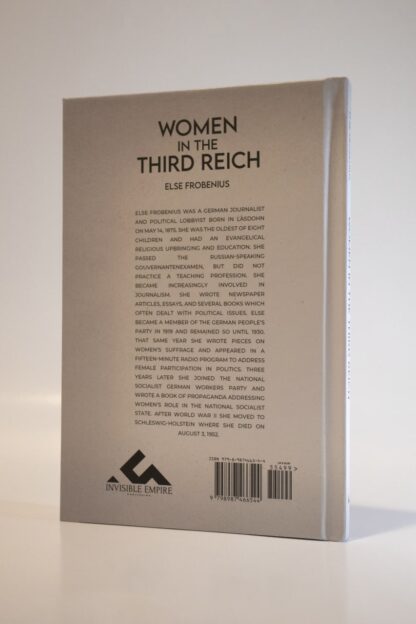 WOMEN
IN THE
THIRD REICH
ELSE FROBENIUS
ELSE FROBENIUS WAS A GERMAN JOURNALIST
AND POLITICAL LOBBYIST BORN IN LÄSDOHN
ON MAY 14, 1875. SHE WAS THE OLDEST OF EIGHT
CHILDREN AND HAD AN EVANGELICAL
RELIGIOUS UPBRINGING AND EDUCATION. SHE
PASSED THE RUSSIAN-SPEAKING
GOUVERNANTENEXAMEN, BUT DID NOT
PRACTICE A TEACHING PROFESSION. SHE
BECAME INCREASINGLY INVOLVED IN
JOURNALISM. SHE WROTE NEWSPAPER
ARTICLES, ESSAYS, AND SEVERAL BOOKS WHICH
OFTEN DEALT WITH POLITICAL ISSUES. ELSE
BECAME A MEMBER OF THE GERMAN PEOPLE'S
PARTY IN 1919 AND REMAINED SO UNTIL 1930.
THAT SAME YEAR SHE WROTE PIECES ON
WOMEN'S SUFFRAGE AND APPEARED IN A
FIFTEEN-MINUTE RADIO PROGRAM TO ADDRESS
FEMALE PARTICIPATION IN POLITICS. THREE
YEARS LATER SHE JOINED THE NATIONAL
SOCIALIST GERMAN WORKERS PARTY AND
WROTE A BOOK OF PROPAGANDA ADDRESSING
WOMEN'S ROLE IN THE NATIONAL SOCIALIST
STATE. AFTER WORLD WAR II SHE MOVED TO
SCHLESWIG-HOLSTEIN WHERE SHE DIED ON
AUGUST 3, 1952.
INVISIBLE EMPIRE